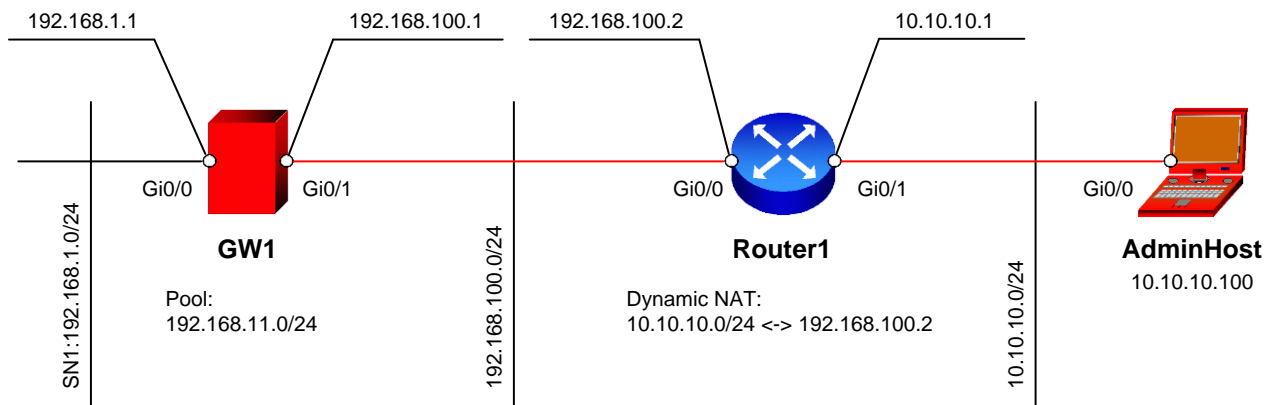 192.168.1.1
192.168.100.1
192.168.100.2
10.10.10.1
Gi0/0
Gi0/1
Gi0/0
Gi0/1
Gi0/0
GW1
Router1
AdminHost
10.10.10.100
Pool:
192.168.11.0/24
Dynamic NAT:
10.10.10.0/24 <-> 192.168.100.2
SN1:192.168.1.0/24
192.168.100.0/24
10.10.10.0/24